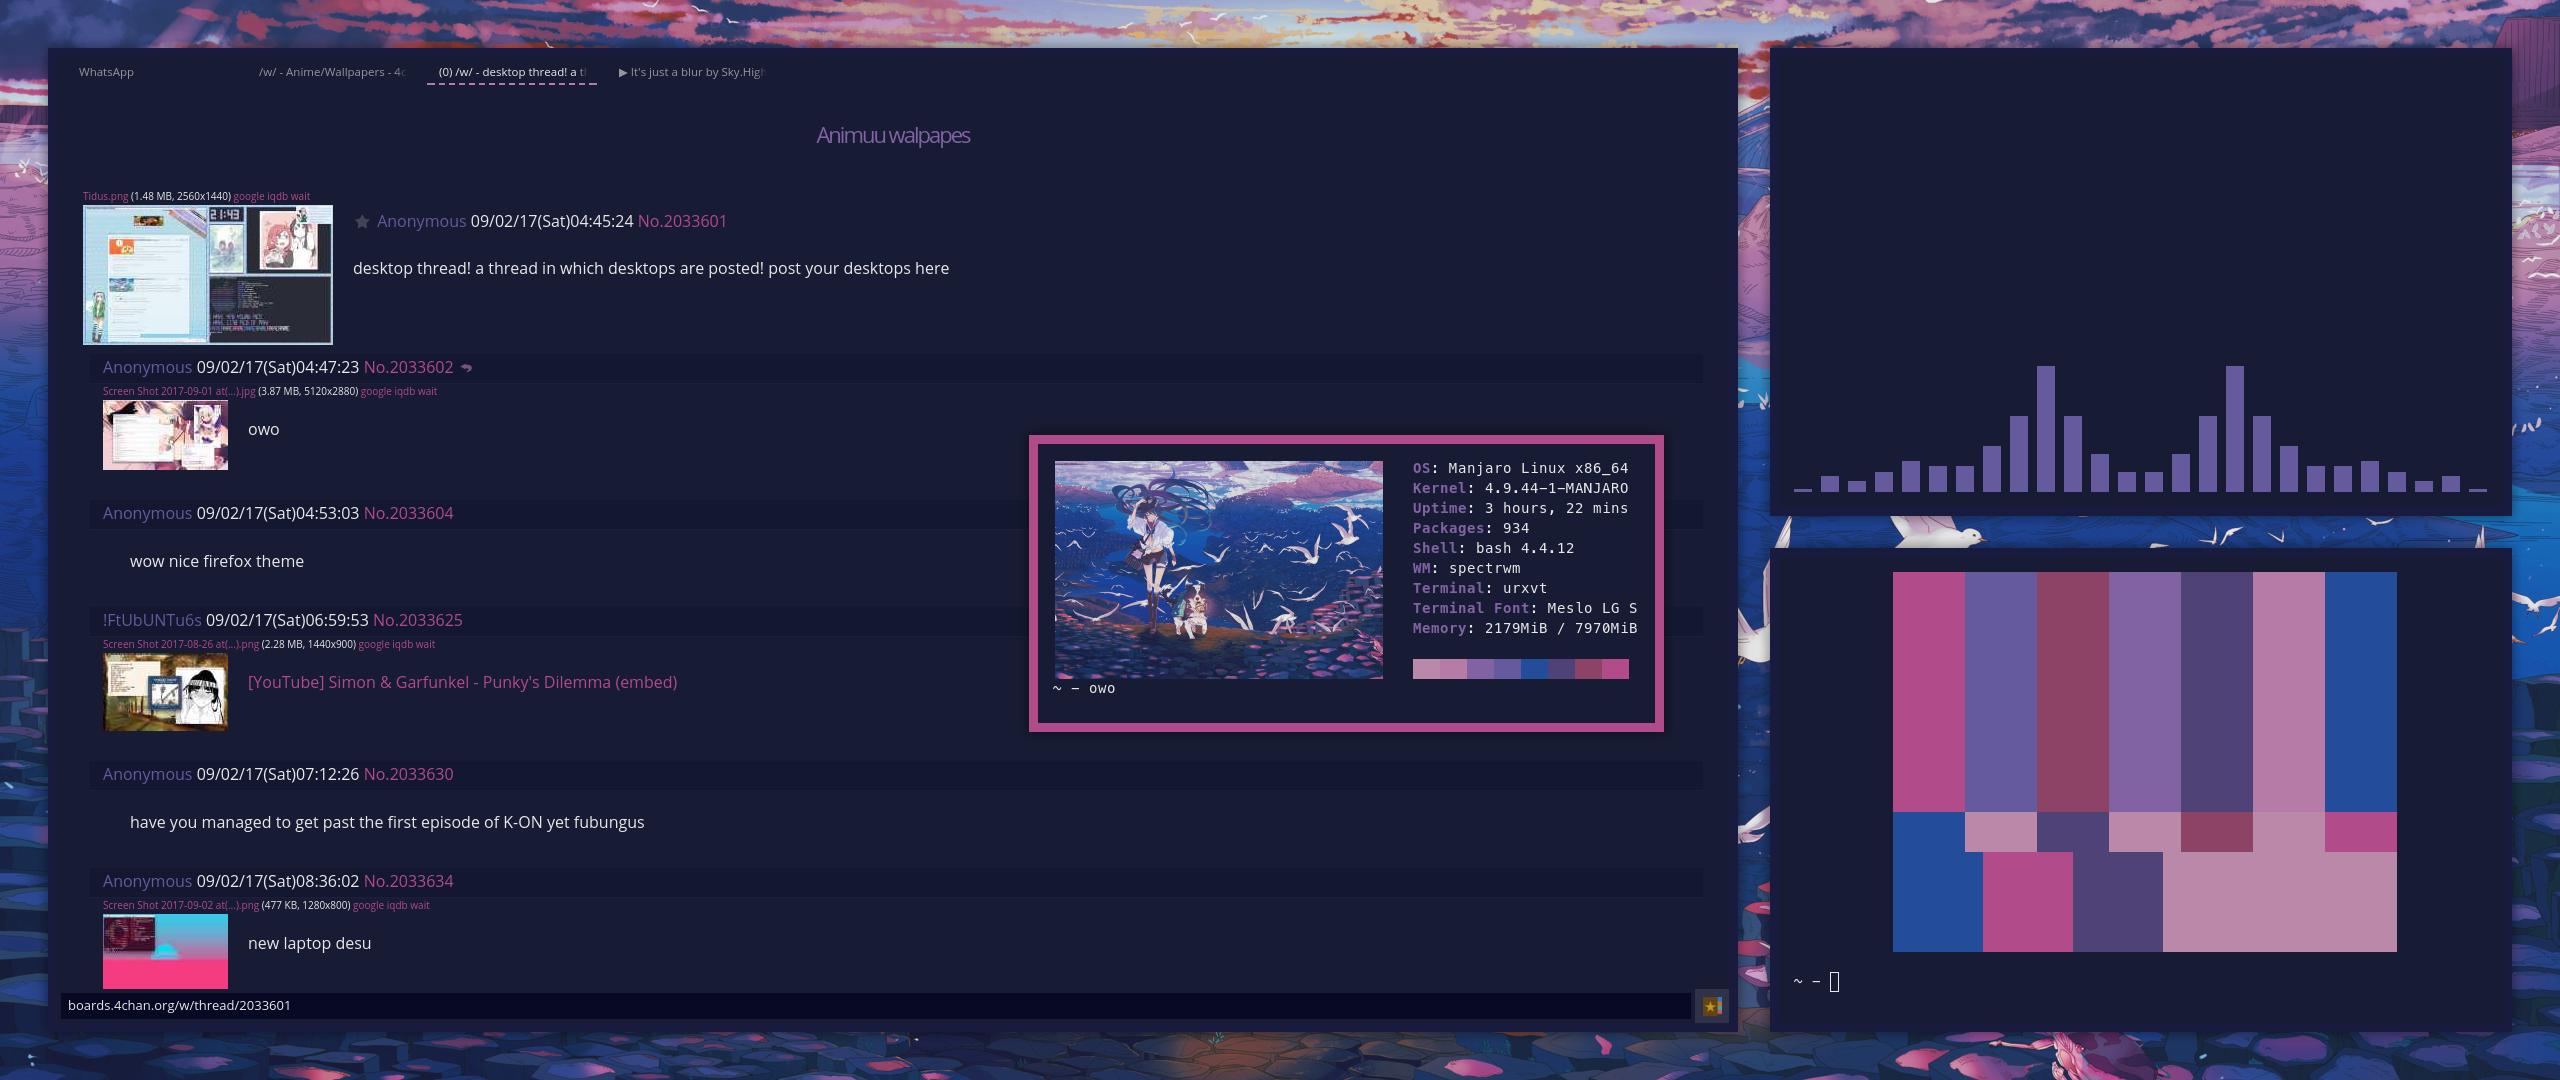 WhatsApp
/w/ - Anime/Wallpapers - 4c
(0) /w/ - desktop thread! a t
▶ It's just a blur by Sky.High
Animuu walpapes
Tidus.png (1.48 MB, 2560x1440) google iqdb wait
21:43
Anonymous 09/02/17(Sat)04:45:24 No.2033601
desktop thread! a thread in which desktops are posted! post your desktops here
Anonymous 09/02/17(Sat)04:47:23 No.2033602
Screen Shot 2017-09-01 at(...).jpg (3.87 MB, 5120x2880) google iqdb wait
owo
Anonymous 09/02/17(Sat)04:53:03 No.2033604
wow nice firefox theme
!FtUbUNTu6s 09/02/17(Sat)06:59:53 No.2033625
Screen Shot 2017-08-26 at(...).png (2.28 MB, 1440x900) google iqdb wait
[YouTube] Simon & Garfunkel - Punky's Dilemma (embed)
Anonymous 09/02/17(Sat)07:12:26 No.2033630
have you managed to get past the first episode of K-ON yet fubungus
Anonymous 09/02/17(Sat)08:36:02 No.2033634
Screen Shot 2017-09-02 at(...).png (477 KB, 1280x800) google iqdb wait
new laptop desu
boards.4chan.org/w/thread/2033601
OS: Manjaro Linux x86_64
Kernel: 4.9.44-1-MANJARO
Uptime: 3 hours, 22 mins
Packages: 934
Shell: bash 4.4.12
WM: spectrwm
Terminal: urxvt
Terminal Font: Meslo LG S
Memory: 2179MiB / 7970MiB
~ - owo
~ -